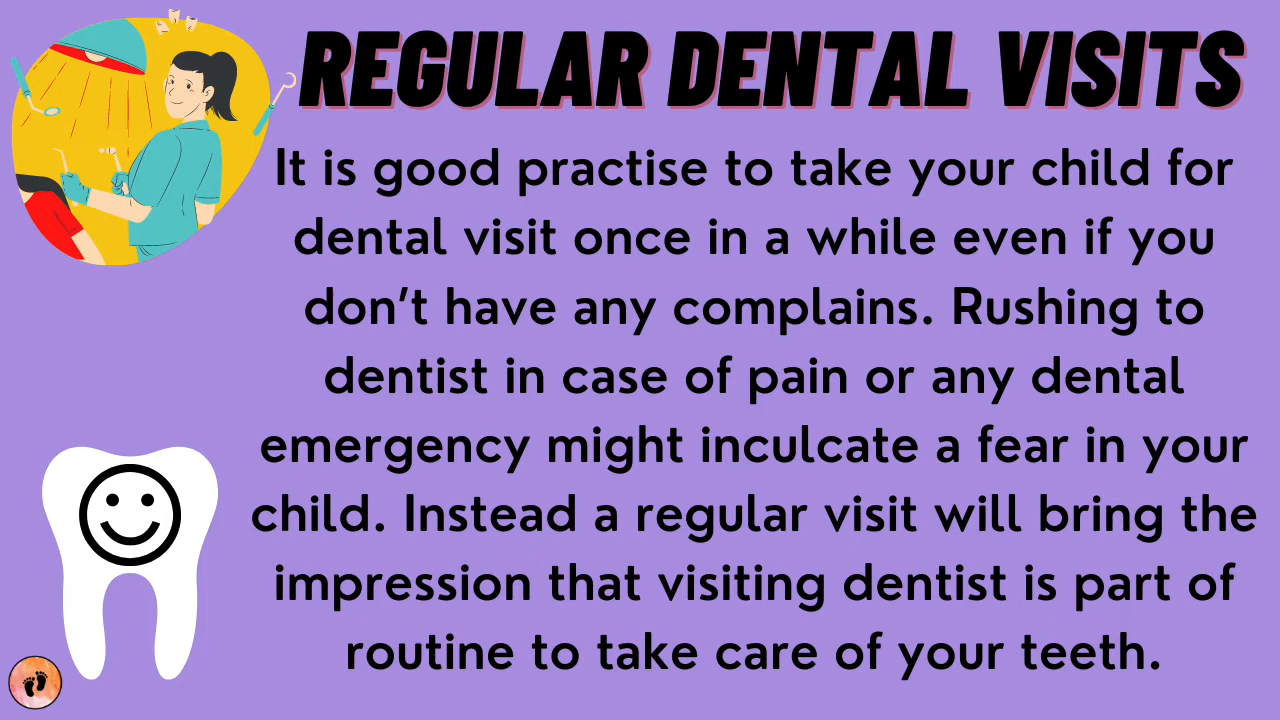 REGULAR DENTAL VISITS
It is good practise to take your child for
dental visit once in a while even if you
don't have any complains. Rushing to
dentist in case of pain or any dental
emergency might inculcate a fear in your
child. Instead a regular visit will bring the
impression that visiting dentist is part of
routine to take care of your teeth.